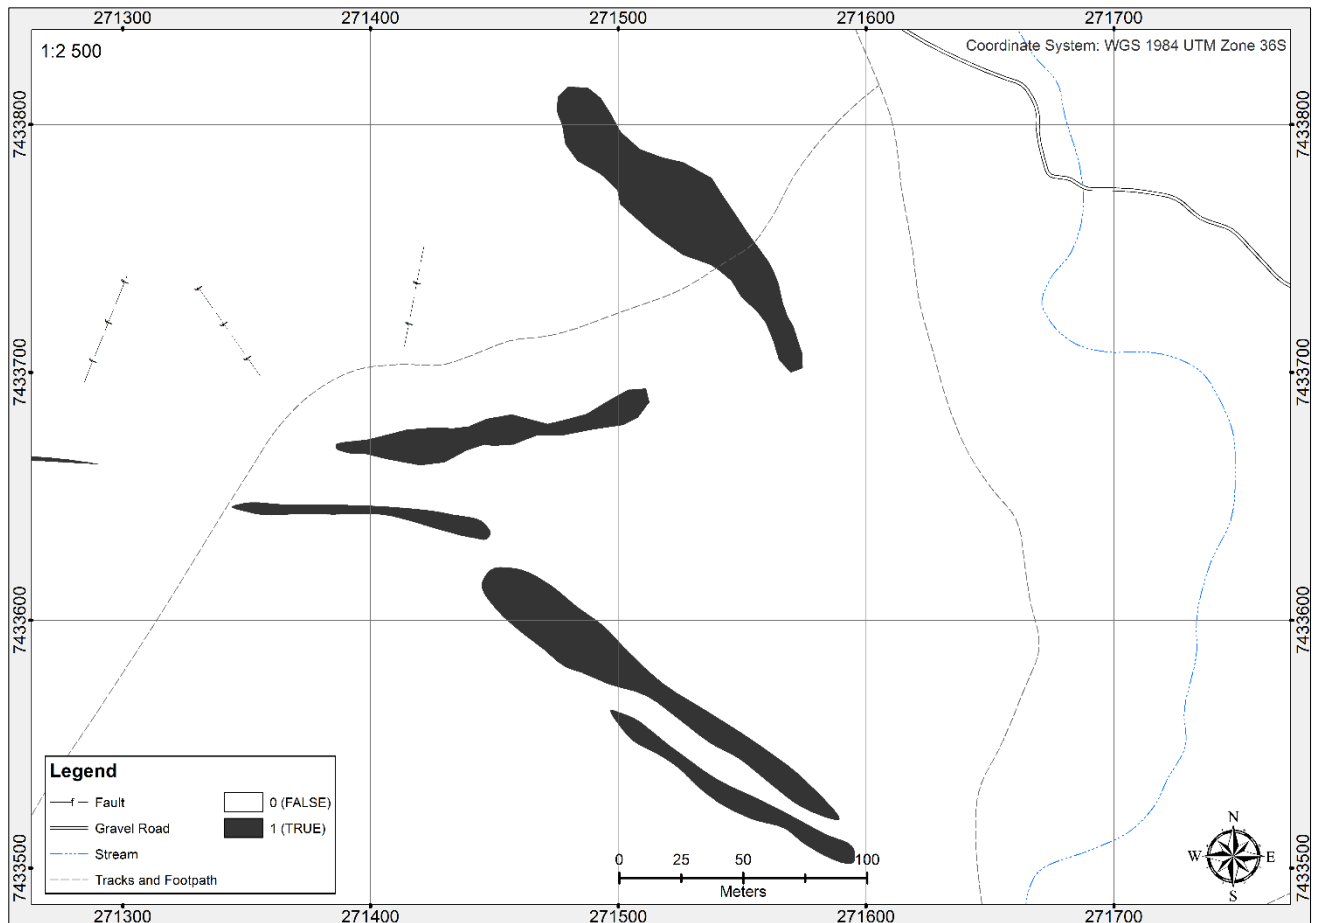 271300 271400 271500 271600 271700
1:2 500
Coordinate System: WGS 1984 UTM Zone 36S
7433800 7433800
7433700 7433700
7433600 7433600
7433500 7433500
Legend
Fault
Gravel Road
Stream
Tracks and Footpath
0 (FALSE)
1 (TRUE)
0 25 50 100
Meters
N
W E
S
271300 271400 271500 271600 271700